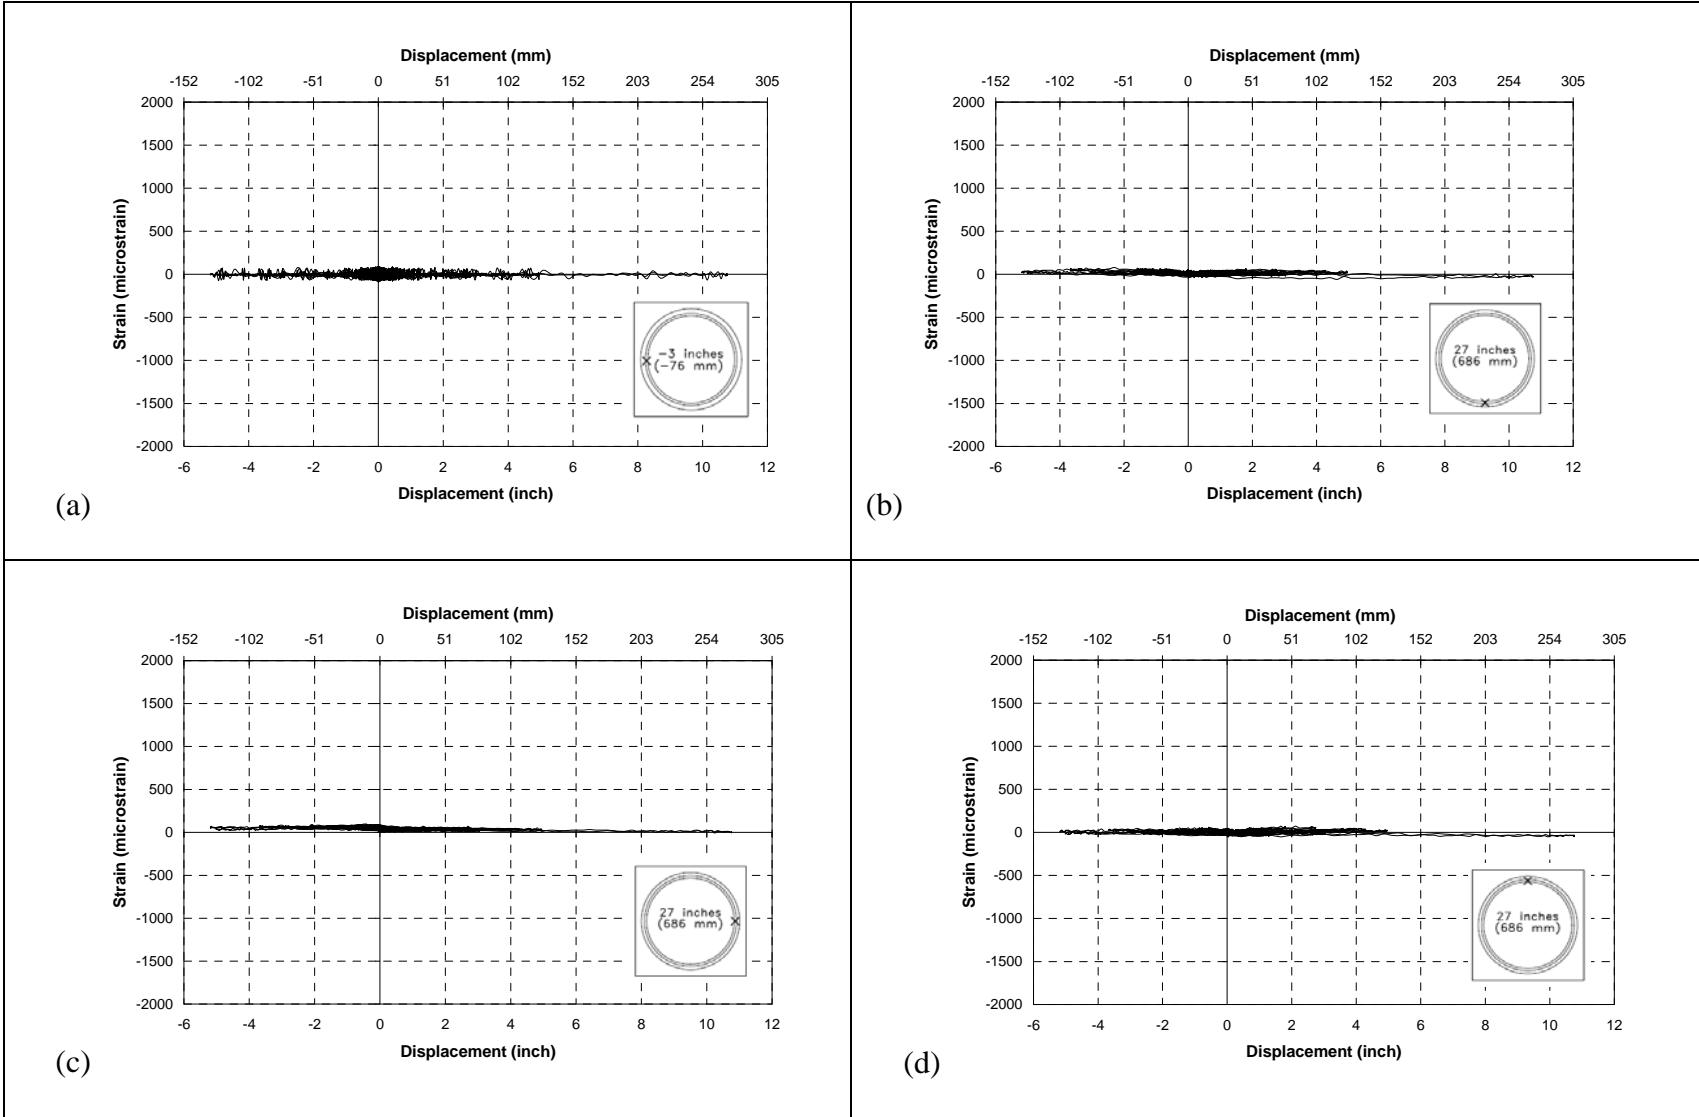 Displacement (mm)
-152 -102 -51 0 51 102 152 203 254 305
2000
1500
1000
500
0
-500
-1000
-1500
-2000
Strain (microstrain)
-3 inches
(-76 mm)
-6 -4 -2 0 2 4 6 8 10 12
Displacement (inch)
(a)
Displacement (mm)
-152 -102 -51 0 51 102 152 203 254 305
2000
1500
1000
500
0
-500
-1000
-1500
-2000
Strain (microstrain)
27 inches
(686 mm)
-6 -4 -2 0 2 4 6 8 10 12
Displacement (inch)
(b)
Displacement (mm)
-152 -102 -51 0 51 102 152 203 254 305
2000
1500
1000
500
0
-500
-1000
-1500
-2000
Strain (microstrain)
27 inches
(686 mm)
-6 -4 -2 0 2 4 6 8 10 12
Displacement (inch)
(c)
Displacement (mm)
-152 -102 -51 0 51 102 152 203 254 305
2000
1500
1000
500
0
-500
-1000
-1500
-2000
Strain (microstrain)
27 inches
(686 mm)
-6 -4 -2 0 2 4 6 8 10 12
Displacement (inch)
(d)